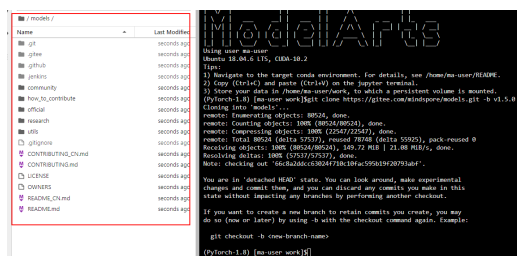 / models /
Name
Last Modified
.git
seconds ago
.gitee
seconds ago
.github
seconds ago
.jenkins
seconds ago
community
seconds ago
how_to_contribute
seconds ago
official
seconds ago
research
seconds ago
utils
seconds ago
.gitignore
seconds ago
CONTRIBUTING_CN.md
seconds ago
CONTRIBUTING.md
seconds ago
LICENSE
seconds ago
OWNERS
seconds ago
README_CN.md
seconds ago
README.md
seconds ago
Using user ma-user
Ubuntu 18.04.6 LTS, CUDA-10.2
Tips:
1) Navigate to the target conda environment. For details, see /home/ma-user/README.
2) Copy (Ctrl+C) and paste (Ctrl+V) on the jupyter terminal.
3) Store your data in /home/ma-user/work, to which a persistent volume is mounted.
(PyTorch-1.8) [ma-user work]$git clone https://gitee.com/mindspore/models.git -b v1.5.0
Cloning into 'models'...
remote: Enumerating objects: 80524, done.
remote: Counting objects: 100% (80524/80524), done.
remote: Compressing objects: 100% (22547/22547), done.
remote: Total 80524 (delta 57537), reused 78748 (delta 55925), pack-reused 0
Receiving objects: 100% (80524/80524), 149.72 MiB | 21.08 MiB/s, done.
Resolving deltas: 100% (57537/57537), done.
Note: checking out '6fc8a2ddcc63024f710c10fac595b19f20793abf'.
You are in 'detached HEAD' state. You can look around, make experimental
changes and commit them, and you can discard any commits you make in this
state without impacting any branches by performing another checkout.
If you want to create a new branch to retain commits you create, you may
do so (now or later) by using -b with the checkout command again. Example:
git checkout -b <new-branch-name>
(PyTorch-1.8) [ma-user work]$